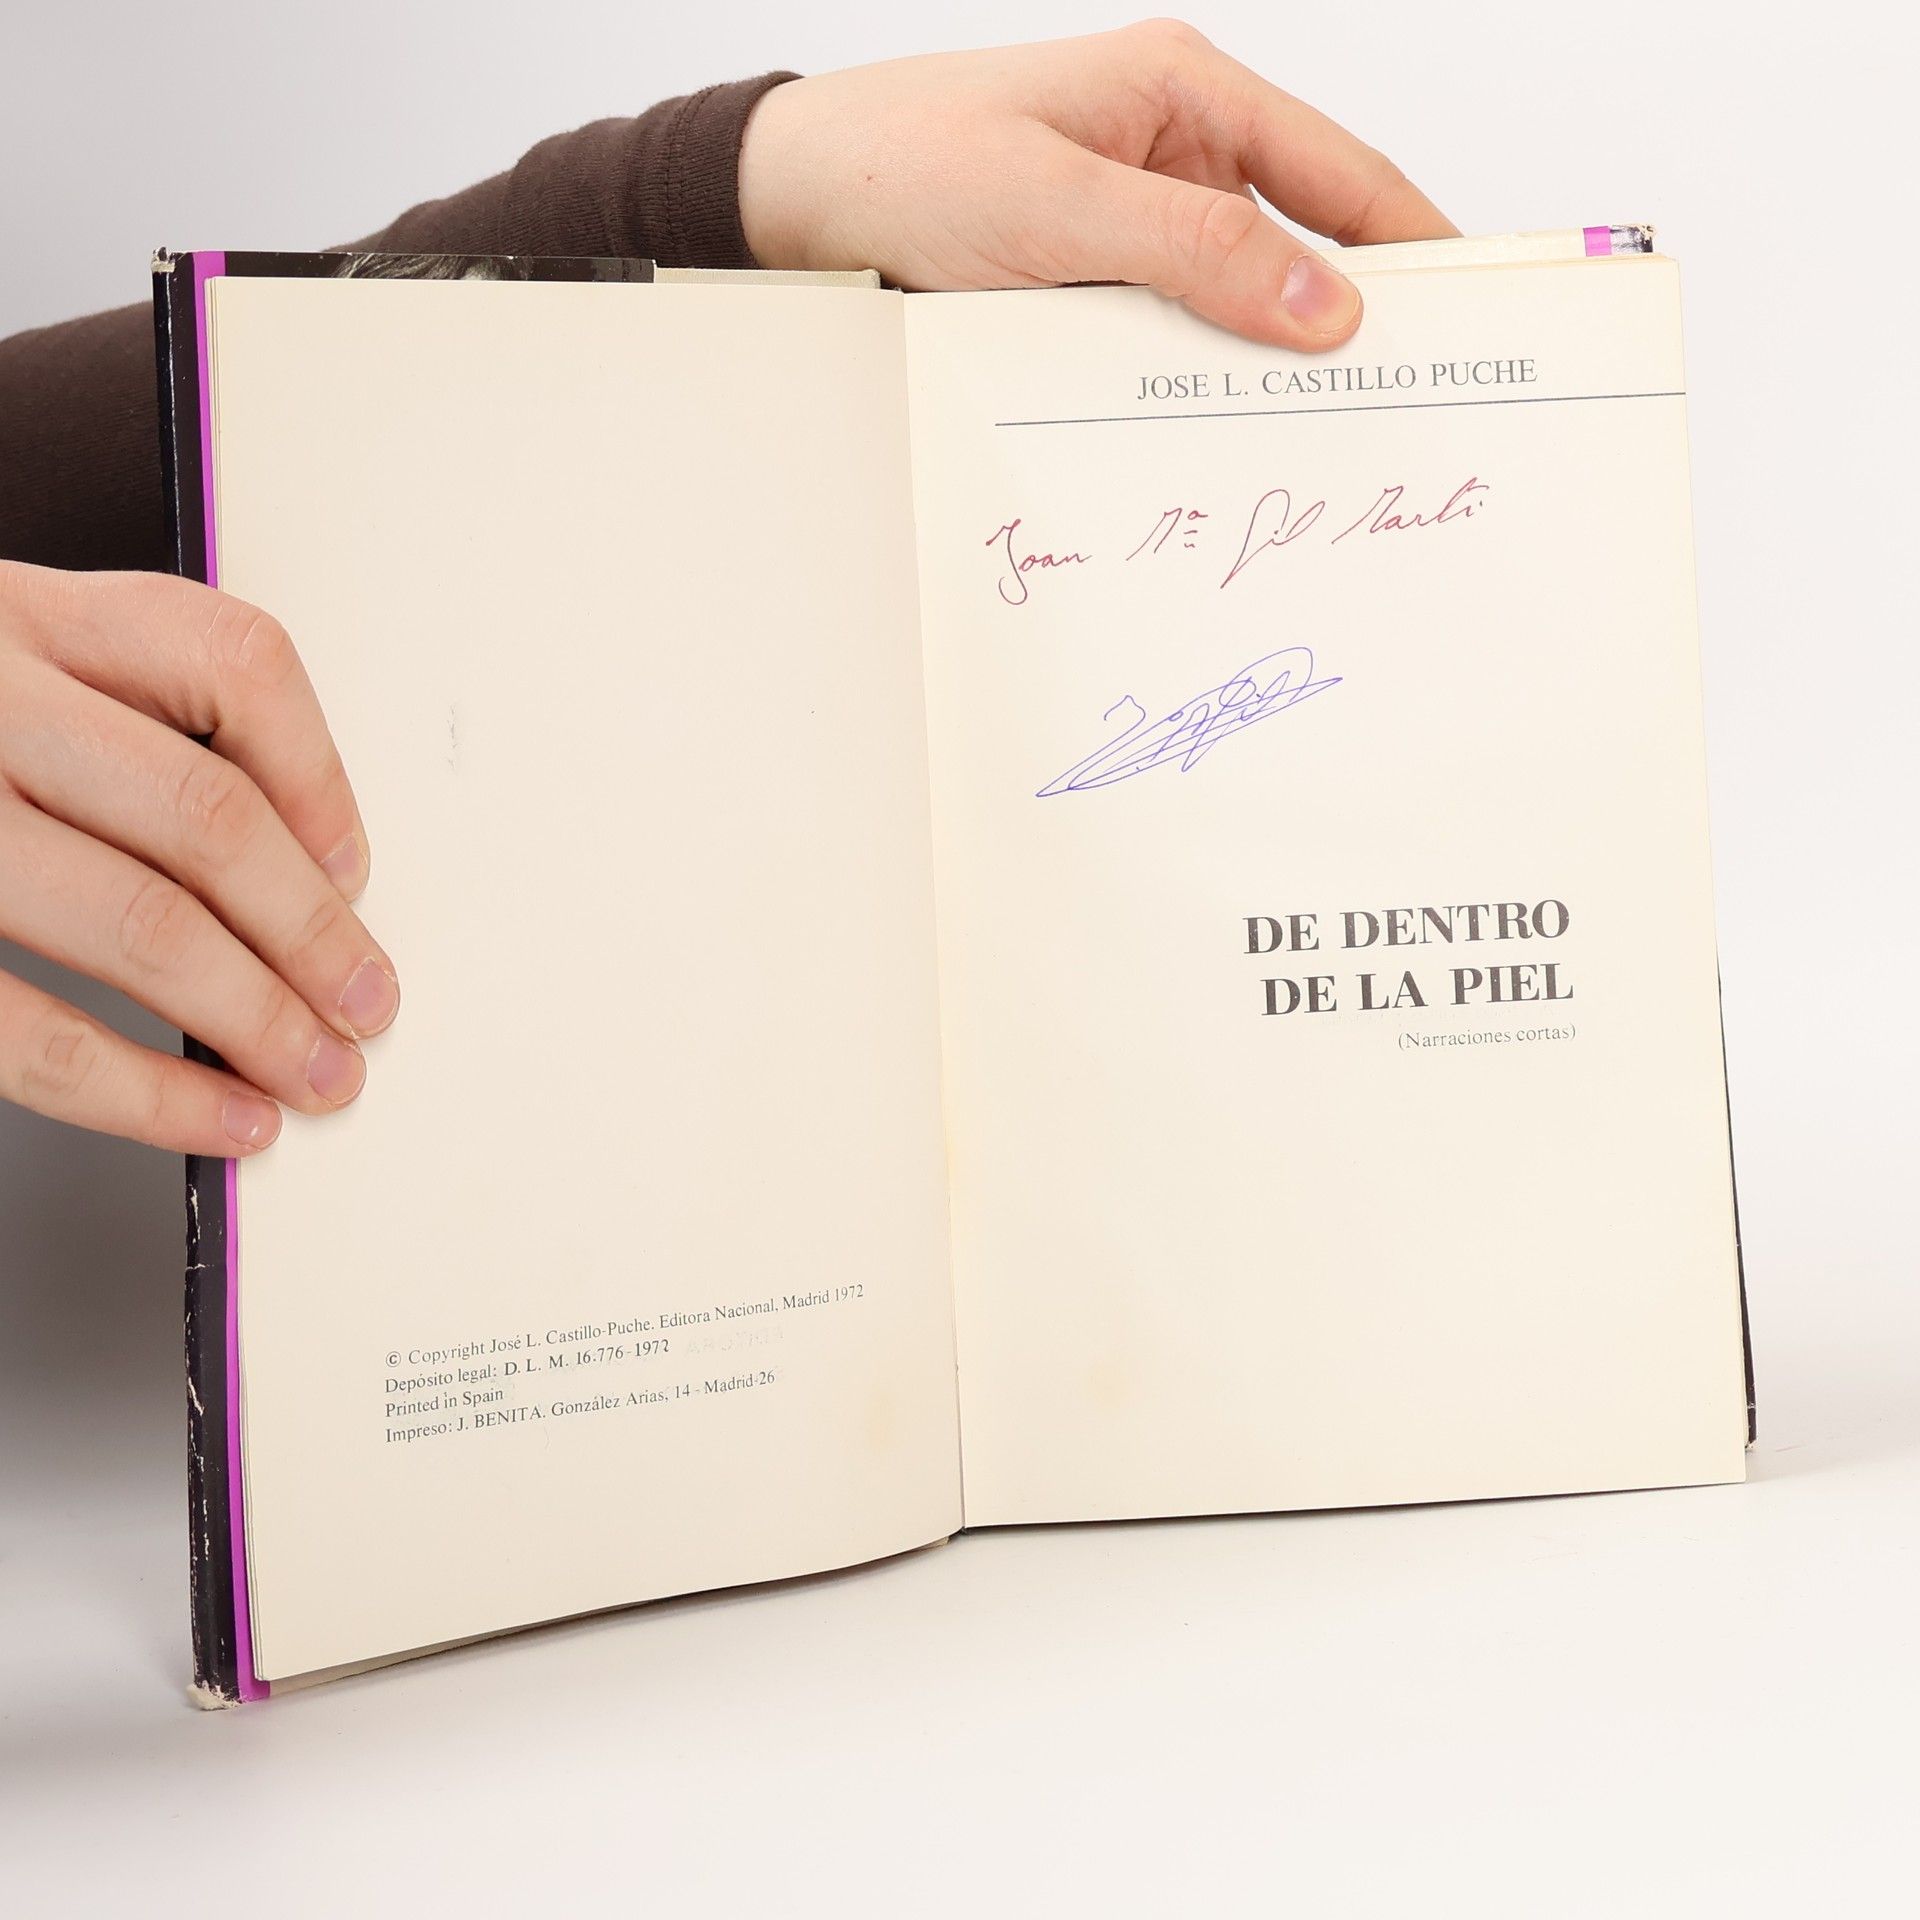 © Copyright José L. Castillo-Puche. Editora Nacional, Madrid 1972
Depósito legal: D. L. M. 16.776-1972
Printed in Spain
Impreso: J. BENITA. González Arias, 14 - Madrid-26
JOSE L. CASTILLO PUCHE
Joan Mª Gil Marti
DE DENTRO
DE LA PIEL
(Narraciones cortas)